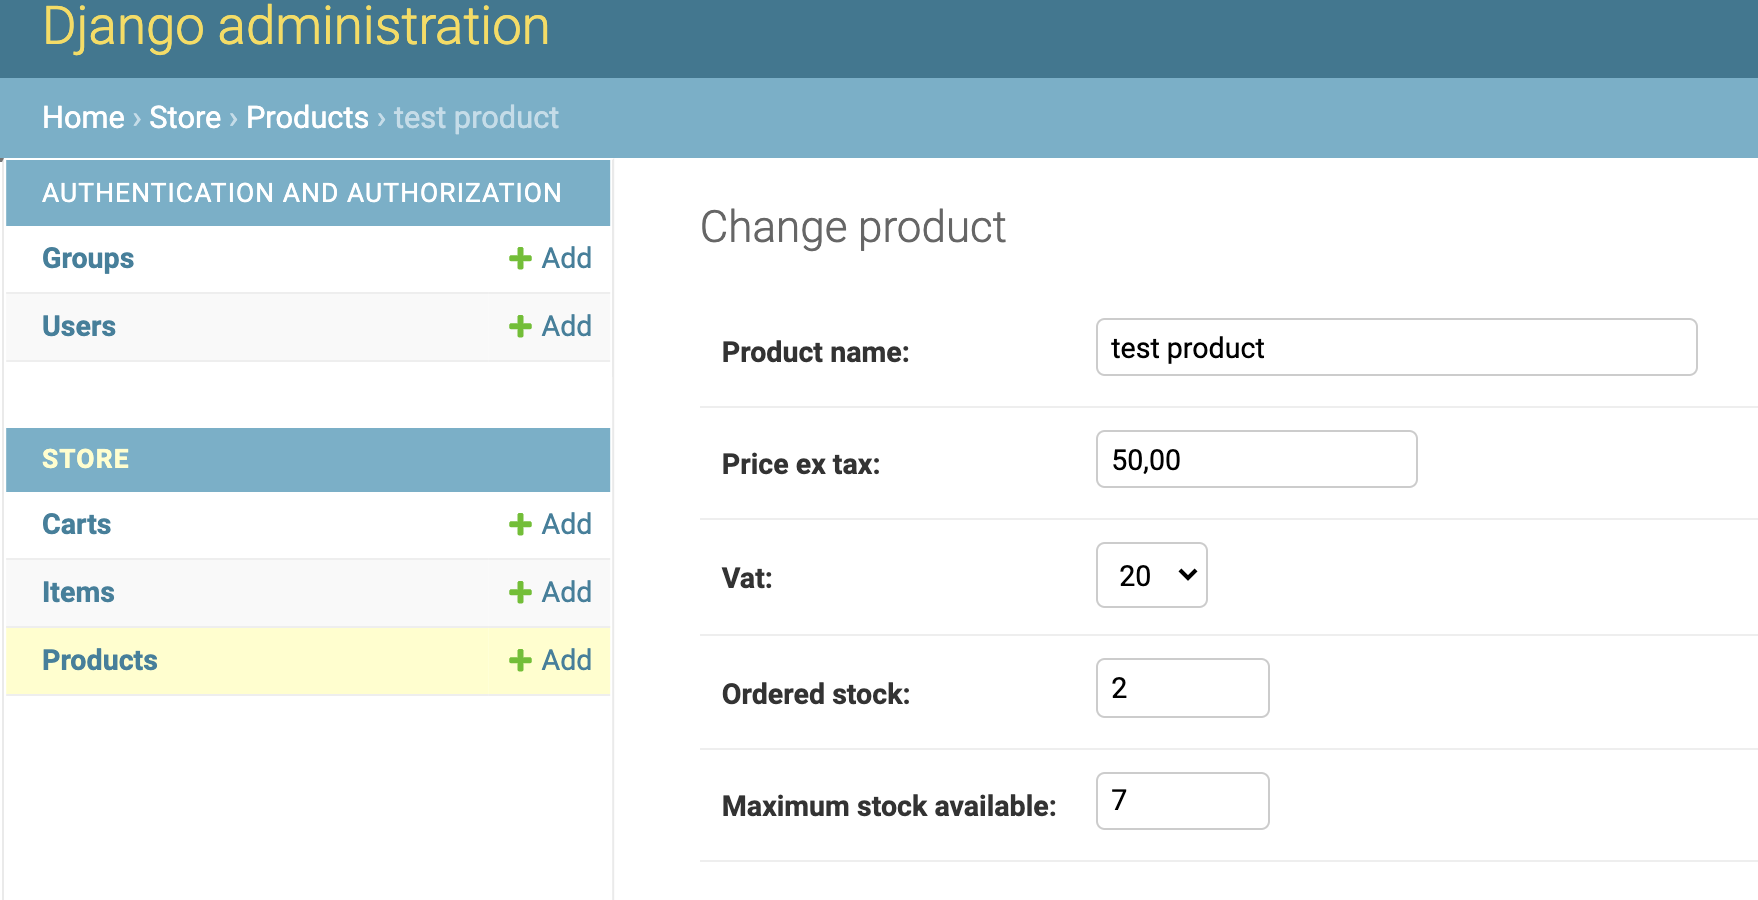 Django administration
Home › Store › Products › test product
AUTHENTICATION AND AUTHORIZATION
Groups + Add
Users + Add
STORE
Carts + Add
Items + Add
Products + Add
Change product
Product name: test product
Price ex tax: 50,00
Vat: 20
Ordered stock: 2
Maximum stock available: 7